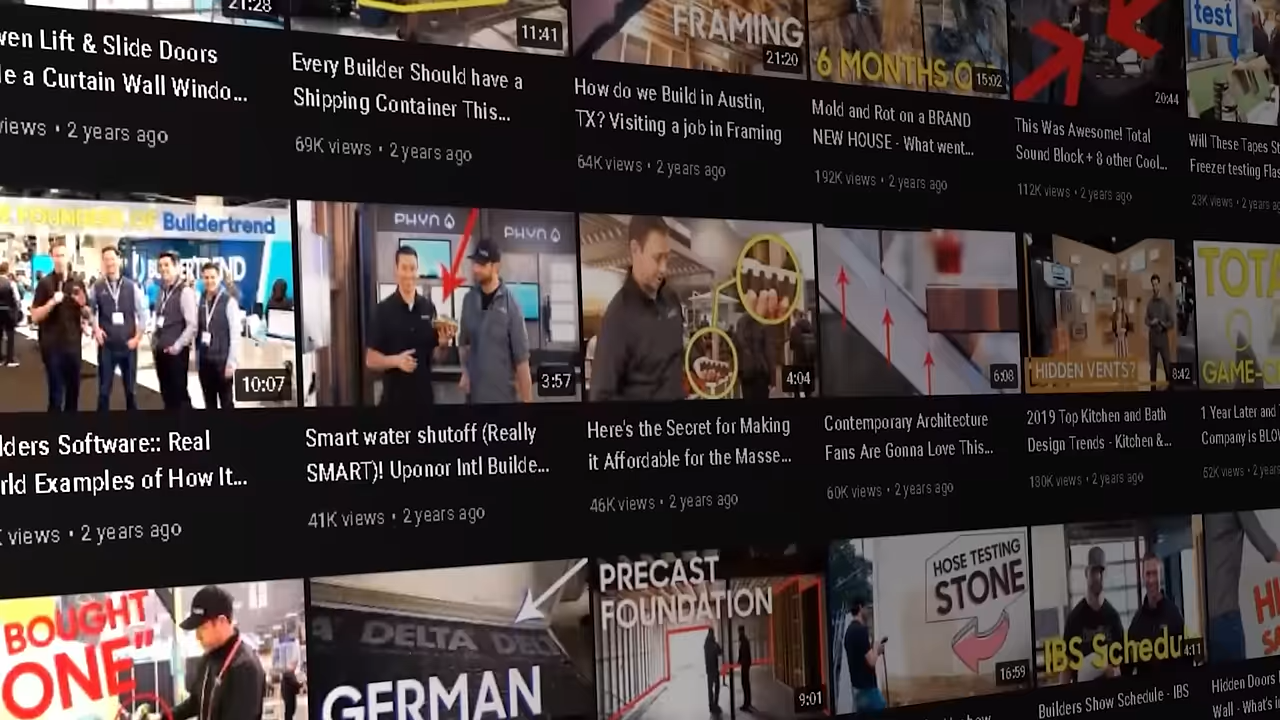 21:28
11:41
FRAMING
21:20
6 MONTHS
15:02
20:44
test
Lift & Slide Doors
a Curtain Wall Windo...
views • 2 years ago
Every Builder Should have a
Shipping Container This...
69K views • 2 years ago
How do we Build in Austin,
TX? Visiting a job in Framing
64K views • 2 years ago
Mold and Rot on a BRAND
NEW HOUSE - What went...
192K views • 2 years ago
This Was Awesome! Total
Sound Block + 8 other Cool...
112K views • 2 years ago
Will These Tapes
Freezer testing
23K views • 2 years
Buildertrend
10:07
PHYN
PHYN
3:57
4:04
6:08
HIDDEN VENTS?
8:42
Software:: Real
Examples of How It...
views • 2 years ago
Smart water shutoff (Really
SMART)! Uponor Intl Builde...
41K views • 2 years ago
Here's the Secret for Making
it Affordable for the Masse...
46K views • 2 years ago
Contemporary Architecture
Fans Are Gonna Love This...
60K views • 2 years ago
2019 Top Kitchen and Bath
Design Trends - Kitchen &...
180K views • 2 years ago
1 Year Later and
Company is
62K views • 2 years
BOUGHT
ONE"
DELTA
GERMAN
PRECAST
FOUNDATION
9:01
HOSE TESTING
STONE
16:59
IBS Schedu
4:11
Builders Show Schedule - IBS
Hidden Doors
Wall - What's